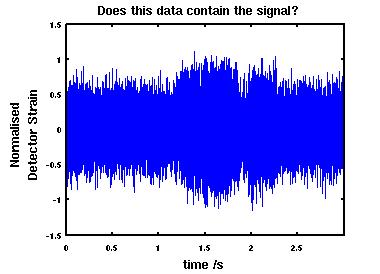 Does this data contain the signal?
1.5
1
0.5
0
-0.5
-1
-1.5
Normalised
Detector Strain
0 0.5 1 1.5 2 2.5
time /s